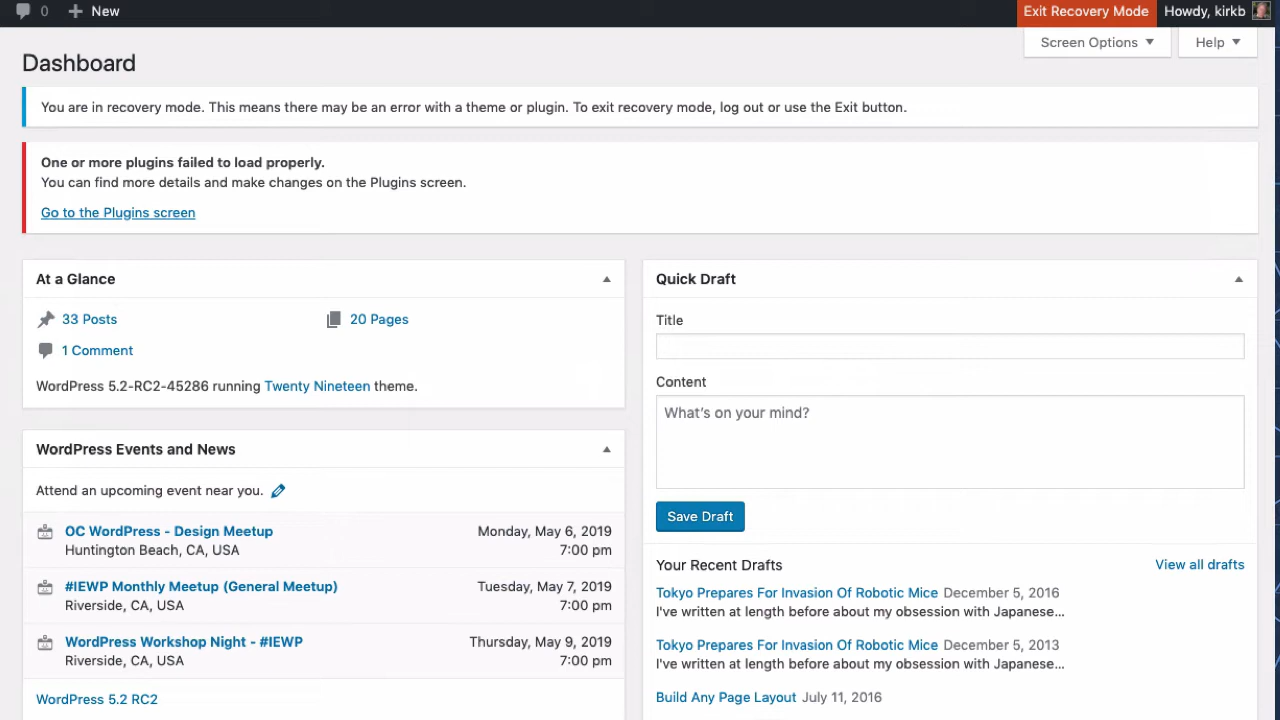 0 New Exit Recovery Mode Howdy, kirkb
Screen Options Help
Dashboard
You are in recovery mode. This means there may be an error with a theme or plugin. To exit recovery mode, log out or use the Exit button.
One or more plugins failed to load properly.
You can find more details and make changes on the Plugins screen.
Go to the Plugins screen
At a Glance
33 Posts 20 Pages
1 Comment
WordPress 5.2-RC2-45286 running Twenty Nineteen theme.
WordPress Events and News
Attend an upcoming event near you.
OC WordPress - Design Meetup Monday, May 6, 2019
Huntington Beach, CA, USA 7:00 pm
#IEWP Monthly Meetup (General Meetup) Tuesday, May 7, 2019
Riverside, CA, USA 7:00 pm
WordPress Workshop Night - #IEWP Thursday, May 9, 2019
Riverside, CA, USA 7:00 pm
WordPress 5.2 RC2
Quick Draft
Title
Content
What's on your mind?
Save Draft
Your Recent Drafts View all drafts
Tokyo Prepares For Invasion Of Robotic Mice December 5, 2016
I've written at length before about my obsession with Japanese…
Tokyo Prepares For Invasion Of Robotic Mice December 5, 2013
I've written at length before about my obsession with Japanese…
Build Any Page Layout July 11, 2016